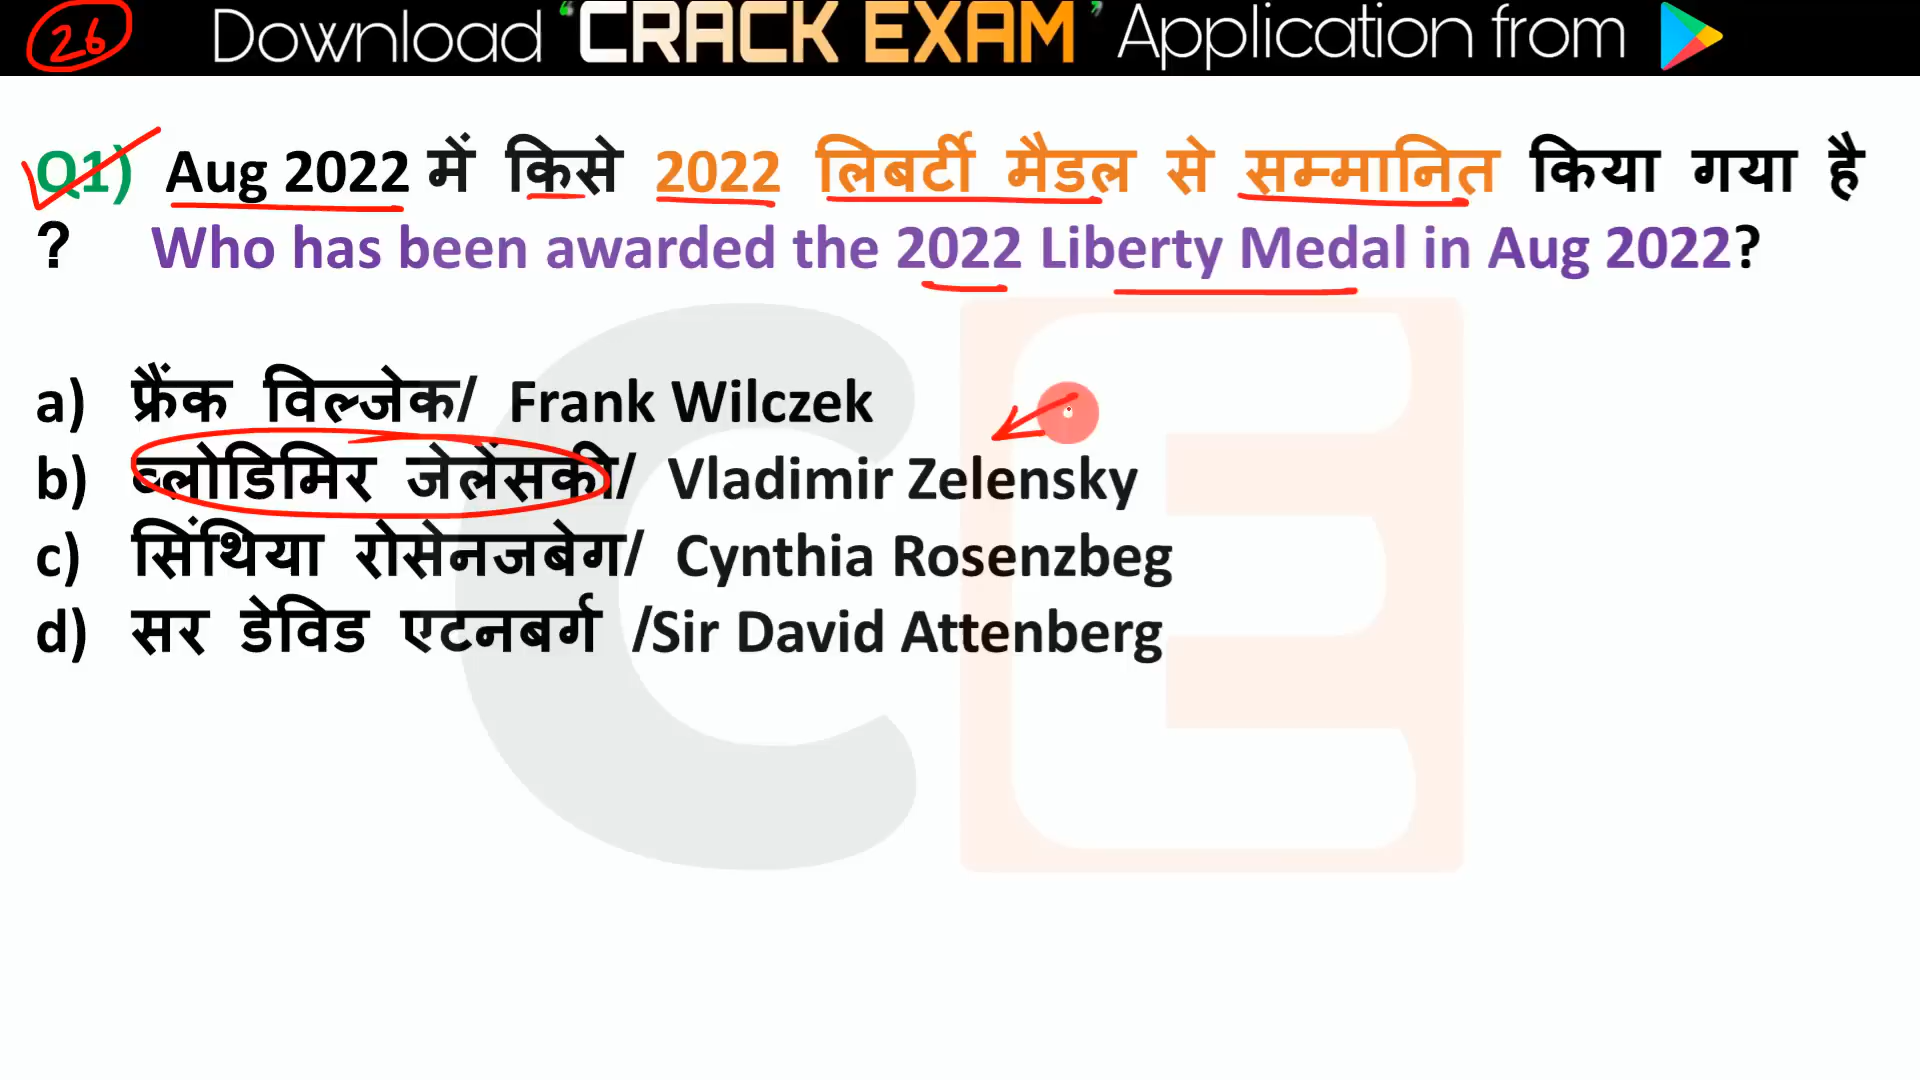 26 Download 'CRACK EXAM' Application from
Q1) Aug 2022 में किसे 2022 लिबर्टी मैडल से सम्मानित किया गया है
? Who has been awarded the 2022 Liberty Medal in Aug 2022?
a) फ्रैंक विल्जेक/ Frank Wilczek
b) व्लोडिमिर जेलेंसकी/ Vladimir Zelensky
c) सिंथिया रोसेनजबेग/ Cynthia Rosenzbeg
d) सर डेविड एटनबर्ग /Sir David Attenberg
CE